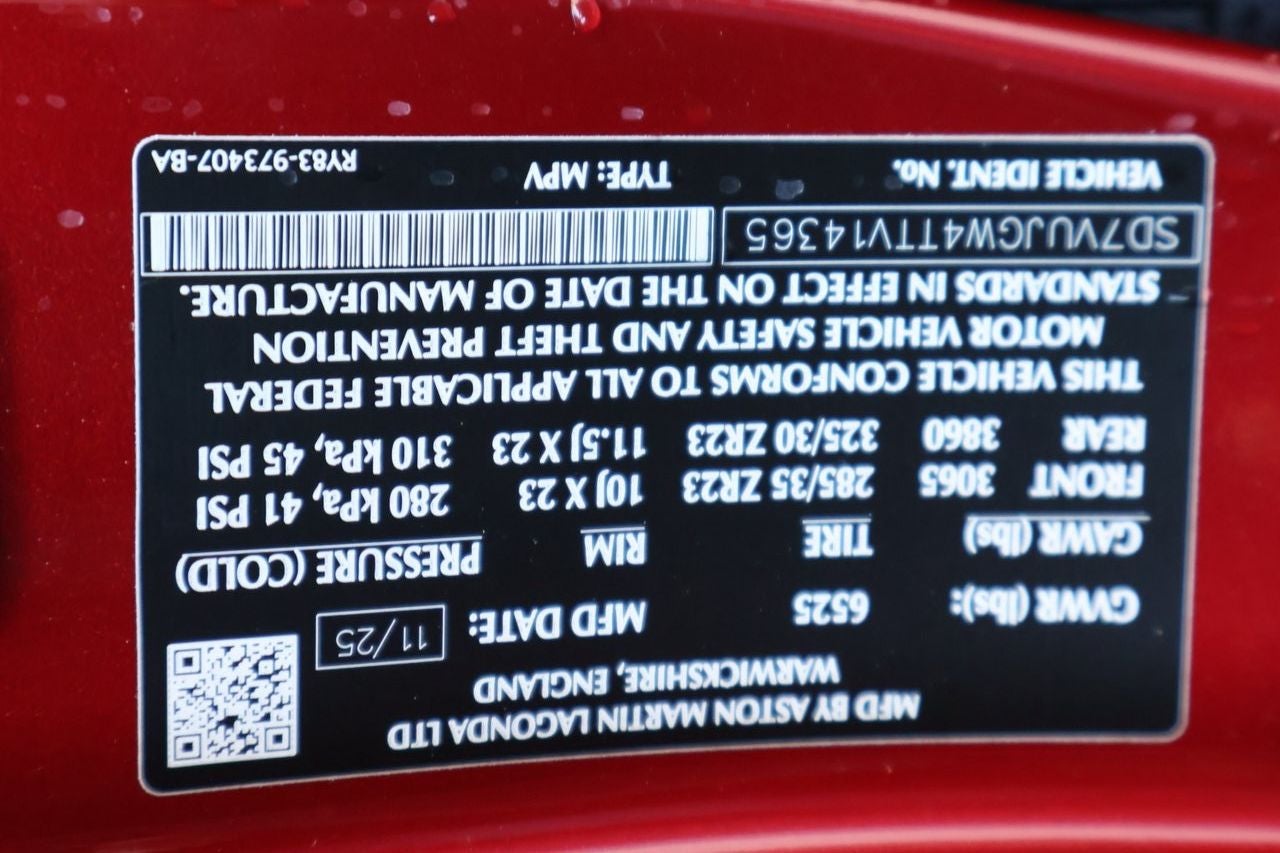 MFD BY ASTON MARTIN LAGONDA LTD
WARWICKSHIRE, ENGLAND
GVWR (lbs): 6525 MFD DATE: 11/25
GAWR (lbs) TIRE RIM PRESSURE (COLD)
FRONT 3065 285/35 ZR23 10J X 23 280 kPa, 41 PSI
REAR 3860 325/30 ZR23 11.5J X 23 310 kPa, 45 PSI
THIS VEHICLE CONFORMS TO ALL APPLICABLE FEDERAL
MOTOR VEHICLE SAFETY AND THEFT PREVENTION
STANDARDS IN EFFECT ON THE DATE OF MANUFACTURE.
SD7VUJGW4TTV14365
VEHICLE IDENT. No. TYPE: MPV RY83-973407-BA